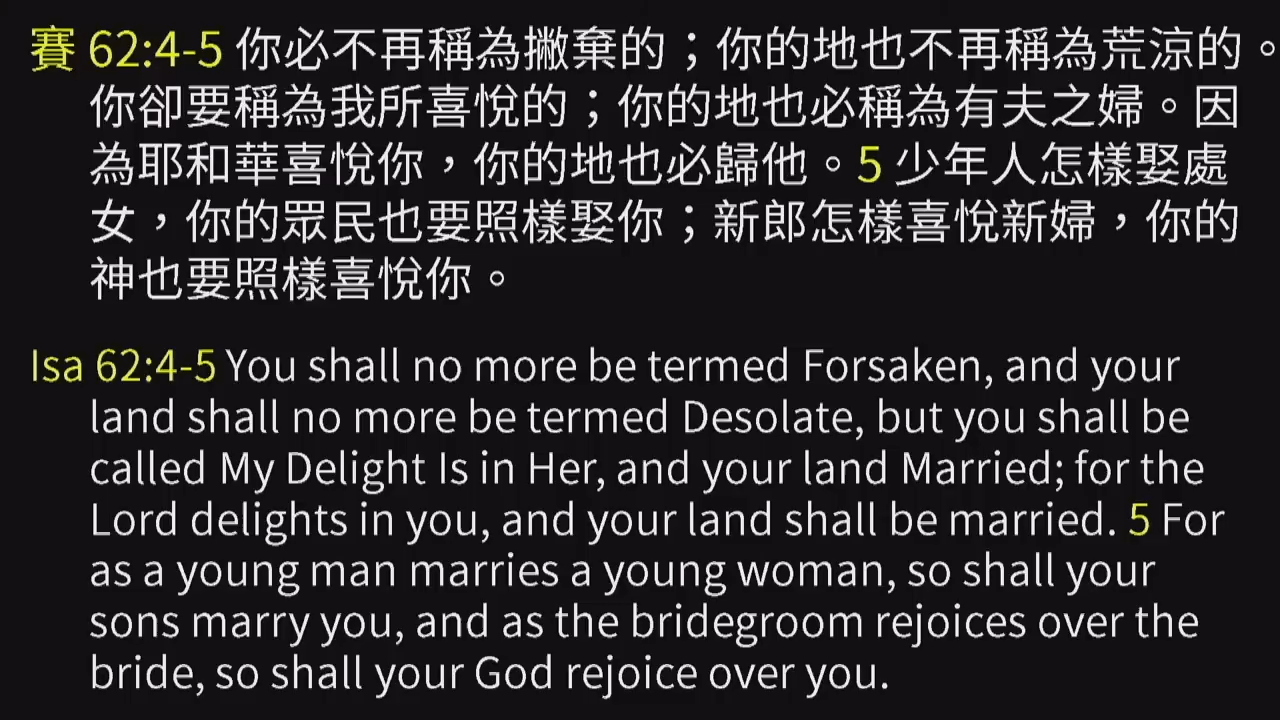 賽 62:4-5 你必不再稱為撇棄的；你的地也不再稱為荒涼的。
你卻要稱為我所喜悅的；你的地也必稱為有夫之婦。因
為耶和華喜悅你，你的地也必歸他。5 少年人怎樣娶處
女，你的眾民也要照樣娶你；新郎怎樣喜悅新婦，你的
神也要照樣喜悅你。
Isa 62:4-5 You shall no more be termed Forsaken, and your
land shall no more be termed Desolate, but you shall be
called My Delight Is in Her, and your land Married; for the
Lord delights in you, and your land shall be married. 5 For
as a young man marries a young woman, so shall your
sons marry you, and as the bridegroom rejoices over the
bride, so shall your God rejoice over you.